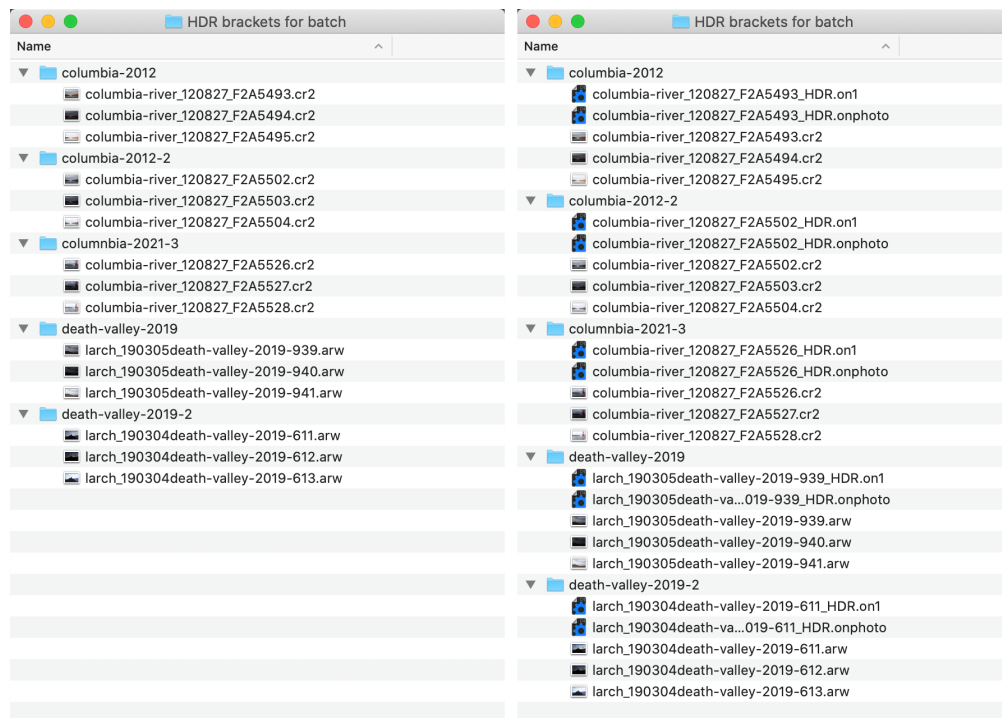 HDR brackets for batch
Name
columbia-2012
columbia-river_120827_F2A5493.cr2
columbia-river_120827_F2A5494.cr2
columbia-river_120827_F2A5495.cr2
columbia-2012-2
columbia-river_120827_F2A5502.cr2
columbia-river_120827_F2A5503.cr2
columbia-river_120827_F2A5504.cr2
columnbia-2021-3
columbia-river_120827_F2A5526.cr2
columbia-river_120827_F2A5527.cr2
columbia-river_120827_F2A5528.cr2
death-valley-2019
larch_190305death-valley-2019-939.arw
larch_190305death-valley-2019-940.arw
larch_190305death-valley-2019-941.arw
death-valley-2019-2
larch_190304death-valley-2019-611.arw
larch_190304death-valley-2019-612.arw
larch_190304death-valley-2019-613.arw
HDR brackets for batch
Name
columbia-2012
columbia-river_120827_F2A5493_HDR.on1
columbia-river_120827_F2A5493_HDR.onphoto
columbia-river_120827_F2A5493.cr2
columbia-river_120827_F2A5494.cr2
columbia-river_120827_F2A5495.cr2
columbia-2012-2
columbia-river_120827_F2A5502_HDR.on1
columbia-river_120827_F2A5502_HDR.onphoto
columbia-river_120827_F2A5502.cr2
columbia-river_120827_F2A5503.cr2
columbia-river_120827_F2A5504.cr2
columnbia-2021-3
columbia-river_120827_F2A5526_HDR.on1
columbia-river_120827_F2A5526_HDR.onphoto
columbia-river_120827_F2A5526.cr2
columbia-river_120827_F2A5527.cr2
columbia-river_120827_F2A5528.cr2
death-valley-2019
larch_190305death-valley-2019-939_HDR.on1
larch_190305death-va...019-939_HDR.onphoto
larch_190305death-valley-2019-939.arw
larch_190305death-valley-2019-940.arw
larch_190305death-valley-2019-941.arw
death-valley-2019-2
larch_190304death-valley-2019-611_HDR.on1
larch_190304death-va...019-611_HDR.onphoto
larch_190304death-valley-2019-611.arw
larch_190304death-valley-2019-612.arw
larch_190304death-valley-2019-613.arw